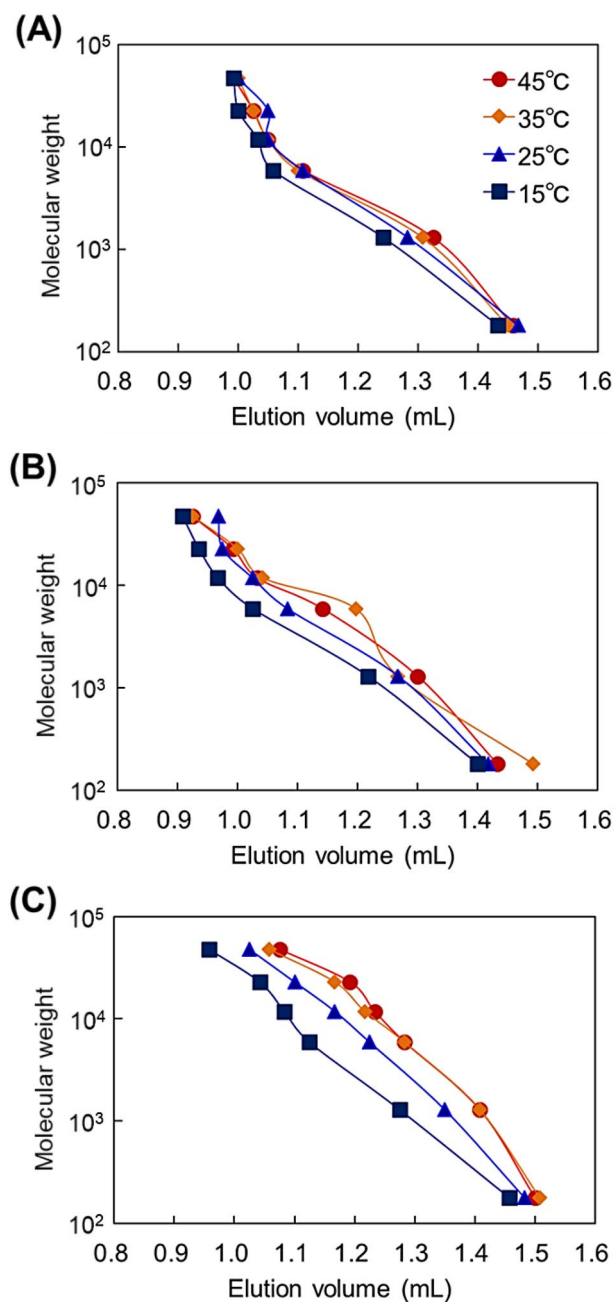 (A)
10⁵
10⁴
10³
10²
Molecular weight
45°C
35°C
25°C
15°C
0.8 0.9 1.0 1.1 1.2 1.3 1.4 1.5 1.6
Elution volume (mL)
(B)
10⁵
10⁴
10³
10²
Molecular weight
0.8 0.9 1.0 1.1 1.2 1.3 1.4 1.5 1.6
Elution volume (mL)
(C)
10⁵
10⁴
10³
10²
Molecular weight
0.8 0.9 1.0 1.1 1.2 1.3 1.4 1.5 1.6
Elution volume (mL)